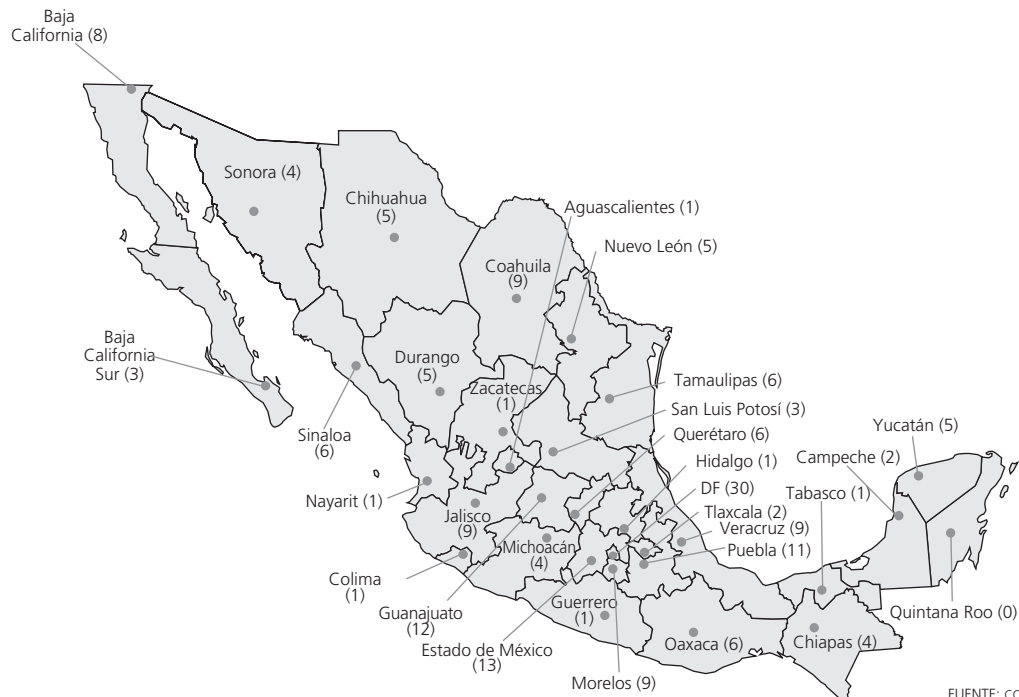 Baja
California (8)
Sonora (4)
Chihuahua
(5)
Aguascalientes (1)
Nuevo León (5)
Coahuila
(9)
Baja
California
Sur (3)
Durango
(5)
Zacatecas
(1)
Tamaulipas (6)
San Luis Potosí (3)
Sinaloa
(6)
Querétaro (6)
Yucatán (5)
Hidalgo (1)
Campeche (2)
DF (30)
Tabasco (1)
Nayarit (1)
Tlaxcala (2)
Jalisco
(9)
Veracruz (9)
Michoacán
(4)
Puebla (11)
Colima
(1)
Guanajuato
(12)
Guerrero
(1)
Quintana Roo (0)
Estado de México
(13)
Oaxaca (6)
Chiapas (4)
Morelos (9)
FUENTE: